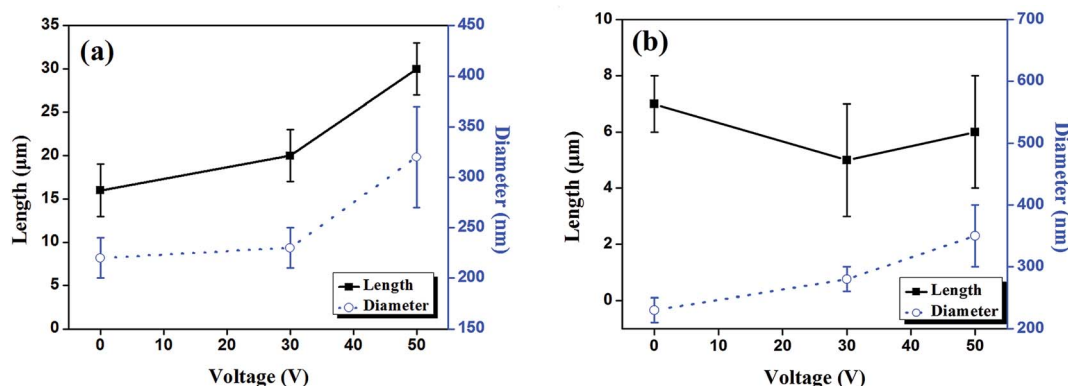 (a)
Length (µm)
35
30
25
20
15
10
5
0
450
400
350
300
250
200
150
Diameter (nm)
Length
Diameter
0 10 20 30 40 50
Voltage (V)
(b)
Length (µm)
10
8
6
4
2
0
700
600
500
400
300
200
Diameter (nm)
Length
Diameter
0 10 20 30 40 50
Voltage (V)